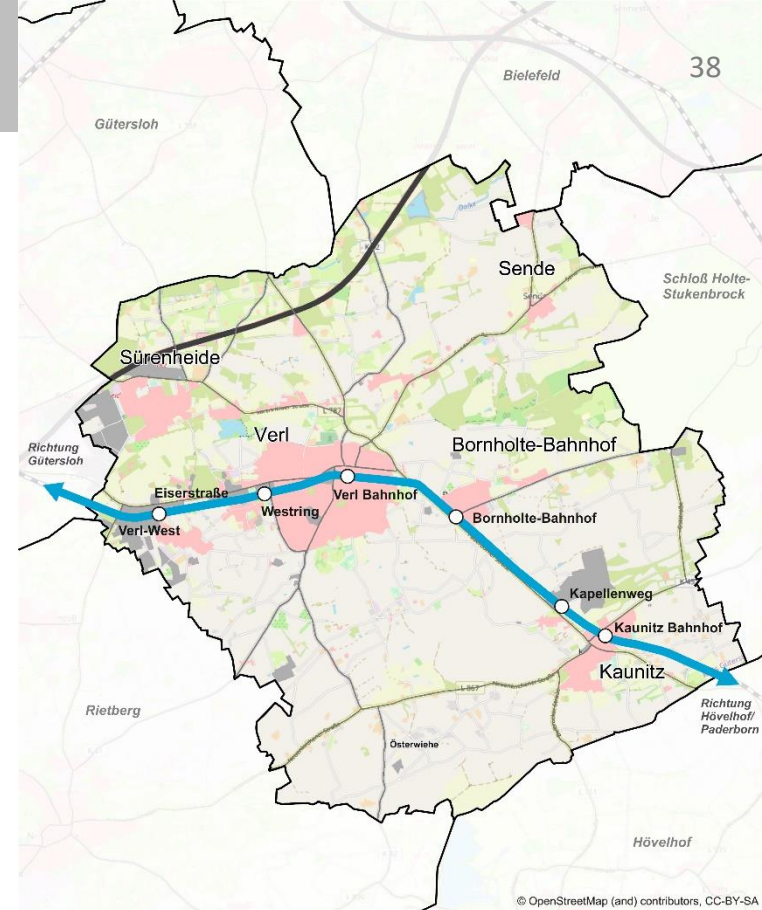 38
Bielefeld
Gütersloh
Sende
Schloß Holte-
Stukenbrock
Sürenheide
Verl
Bornholte-Bahnhof
Richtung
Gütersloh
Eiserstraße
Verl Bahnhof
Westring
Verl-West
Bornholte-Bahnhof
Kapellenweg
Kaunitz Bahnhof
Kaunitz
L 867
Richtung
Hövelhof/
Paderborn
Rietberg
Österwiehe
Hövelhof
© OpenStreetMap (and) contributors, CC-BY-SA